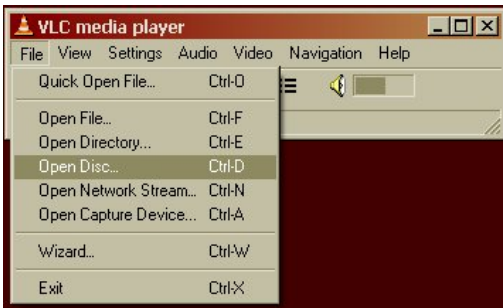 VLC media player
File View Settings Audio Video Navigation Help
Quick Open File... Ctrl-O
Open File... Ctrl-F
Open Directory... Ctrl-E
Open Disc... Ctrl-D
Open Network Stream... Ctrl-N
Open Capture Device... Ctrl-A
Wizard... Ctrl-W
Exit Ctrl-X